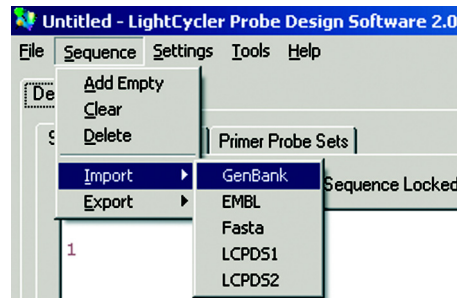 Untitled - LightCycler Probe Design Software 2.0
File Sequence Settings Tools Help
De
Add Empty
Clear
Delete
Primer Probe Sets
Import
GenBank
Sequence Locked
Export
EMBL
Fasta
1
LCPDS1
LCPDS2